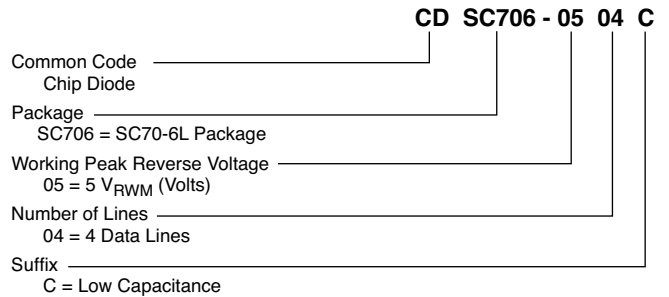 CD SC706 - 05 04 C
Common Code
Chip Diode
Package
SC706 = SC70-6L Package
Working Peak Reverse Voltage
05 = 5 VRWM (Volts)
Number of Lines
04 = 4 Data Lines
Suffix
C = Low Capacitance